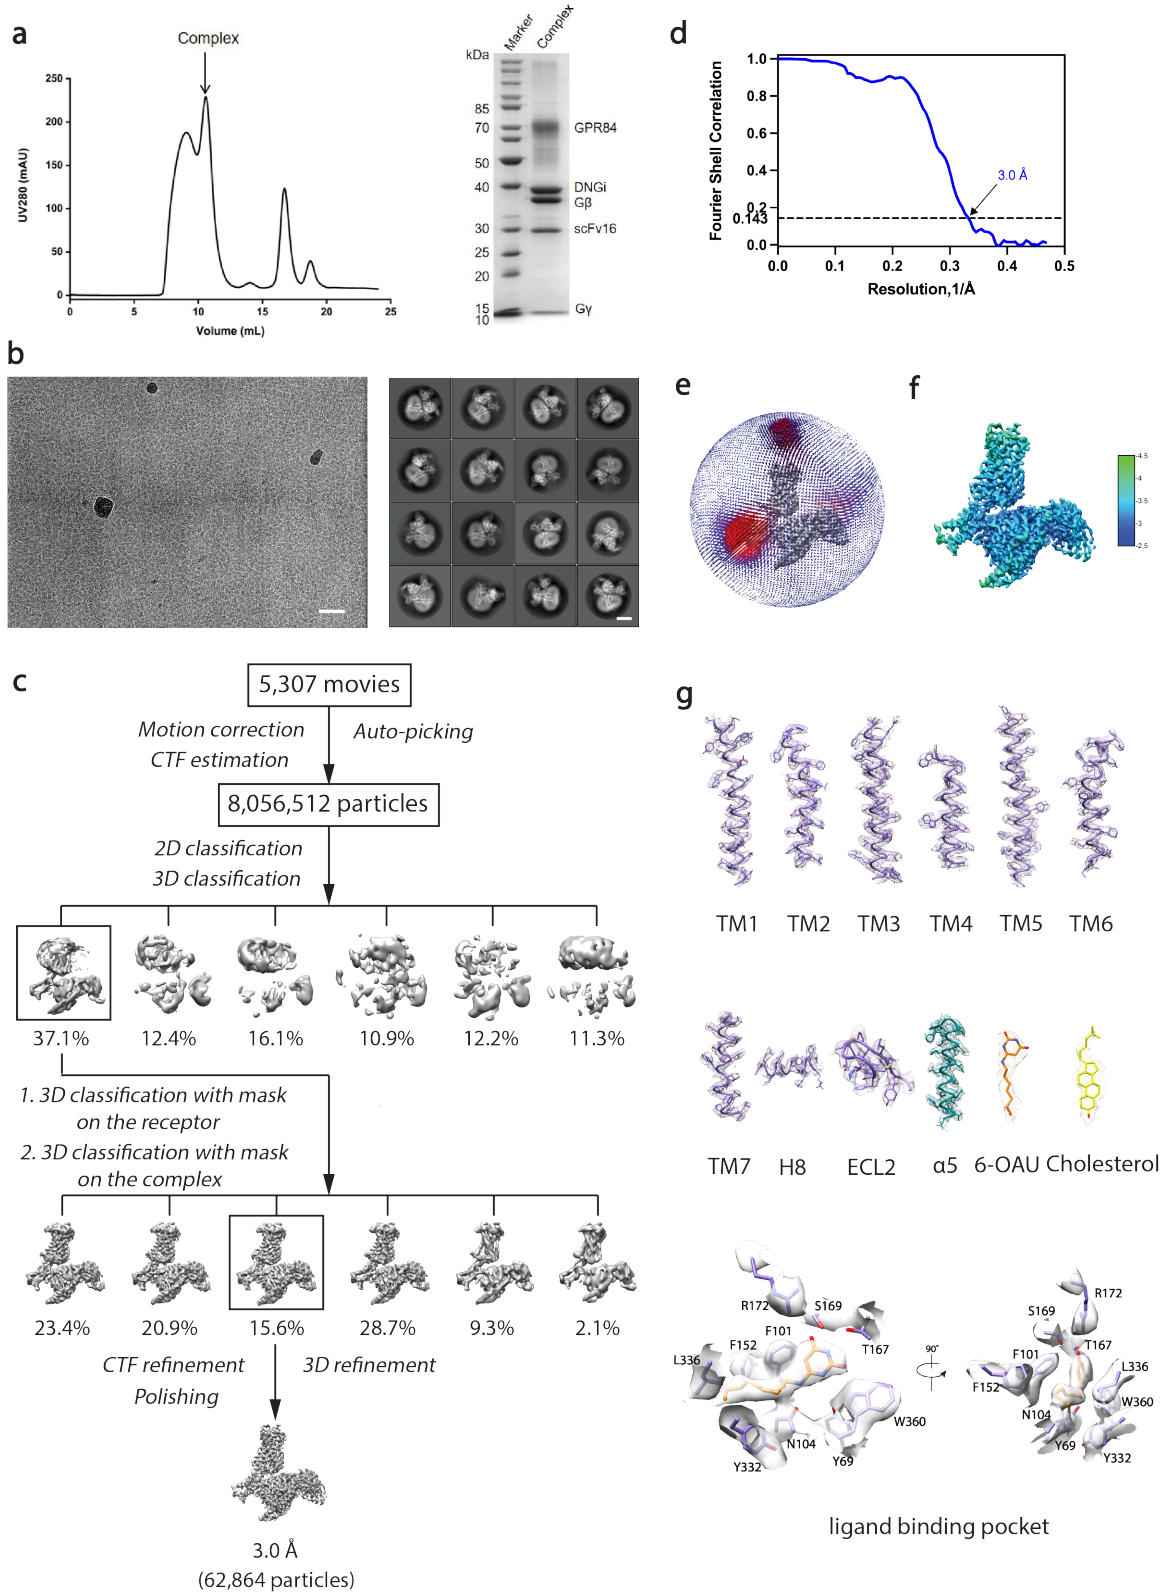 a
Complex
250
200
150
100
50
0
UV280 (mAU)
0 5 10 15 20 25
Volume (mL)
Marker
Complex
kDa
85
70
50
40
30
25
20
15
10
GPR84
DNGi
Gβ
scFv16
Gγ
d
1.0
0.8
0.6
0.4
0.2
0.143
0.0
Fourier Shell Correlation
3.0 Å
0.0 0.1 0.2 0.3 0.4 0.5
Resolution,1/Å
b
e
f
4.5
4
3.5
3
2.5
c
5,307 movies
Motion correction
CTF estimation
Auto-picking
8,056,512 particles
2D classification
3D classification
37.1% 12.4% 16.1% 10.9% 12.2% 11.3%
1. 3D classification with mask
on the receptor
2. 3D classification with mask
on the complex
23.4% 20.9% 15.6% 28.7% 9.3% 2.1%
CTF refinement
Polishing
3D refinement
3.0 Å
(62,864 particles)
g
TM1 TM2 TM3 TM4 TM5 TM6
TM7 H8 ECL2 α5 6-OAU Cholesterol
R172
S169
F101
F152
T167
L336
W360
N104
Y69
Y332
90°
R172
S169
T167
F101
L336
F152
W360
N104
Y69
Y332
ligand binding pocket